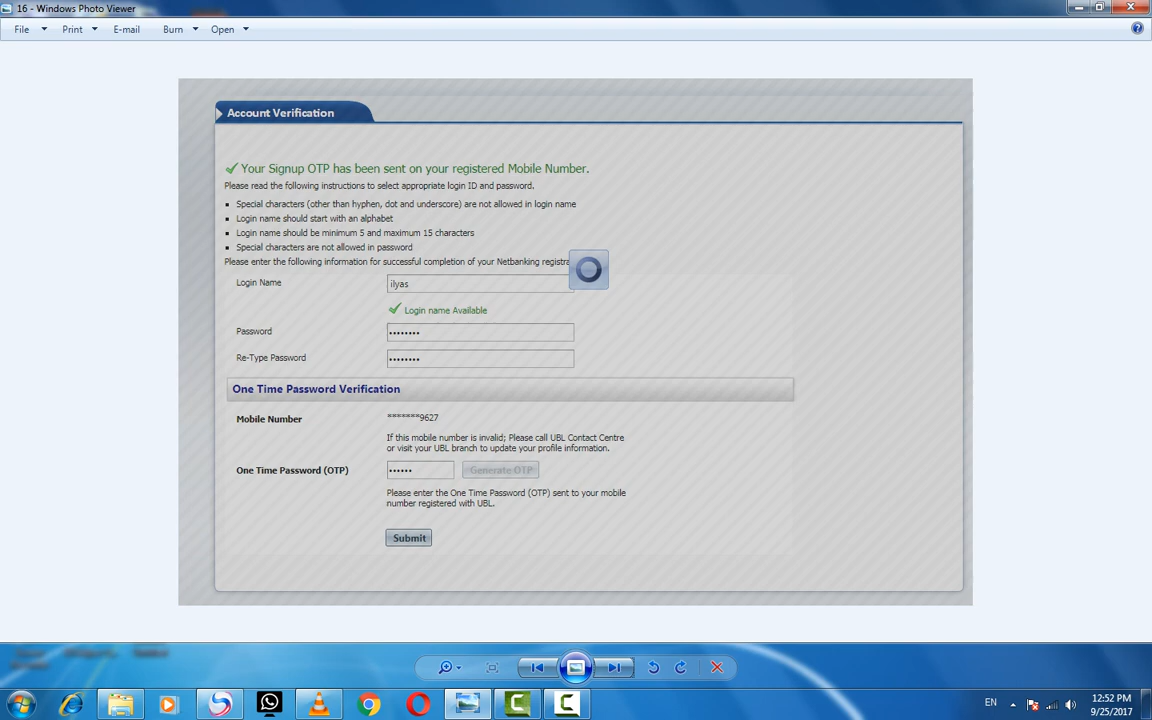 16 - Windows Photo Viewer
File Print E-mail Burn Open
Account Verification
Your Signup OTP has been sent on your registered Mobile Number.
Please read the following instructions to select appropriate login ID and password.
Special characters (other than hyphen, dot and underscore) are not allowed in login name
Login name should start with an alphabet
Login name should be minimum 5 and maximum 15 characters
Special characters are not allowed in password
Please enter the following information for successful completion of your Netbanking registra
Login Name ilyas
Login name Available
Password ••••••••
Re-Type Password ••••••••
One Time Password Verification
Mobile Number *******9627
If this mobile number is invalid; Please call UBL Contact Centre
or visit your UBL branch to update your profile information.
One Time Password (OTP) •••••• Generate OTP
Please enter the One Time Password (OTP) sent to your mobile
number registered with UBL.
Submit
EN
12:52 PM
9/25/2017